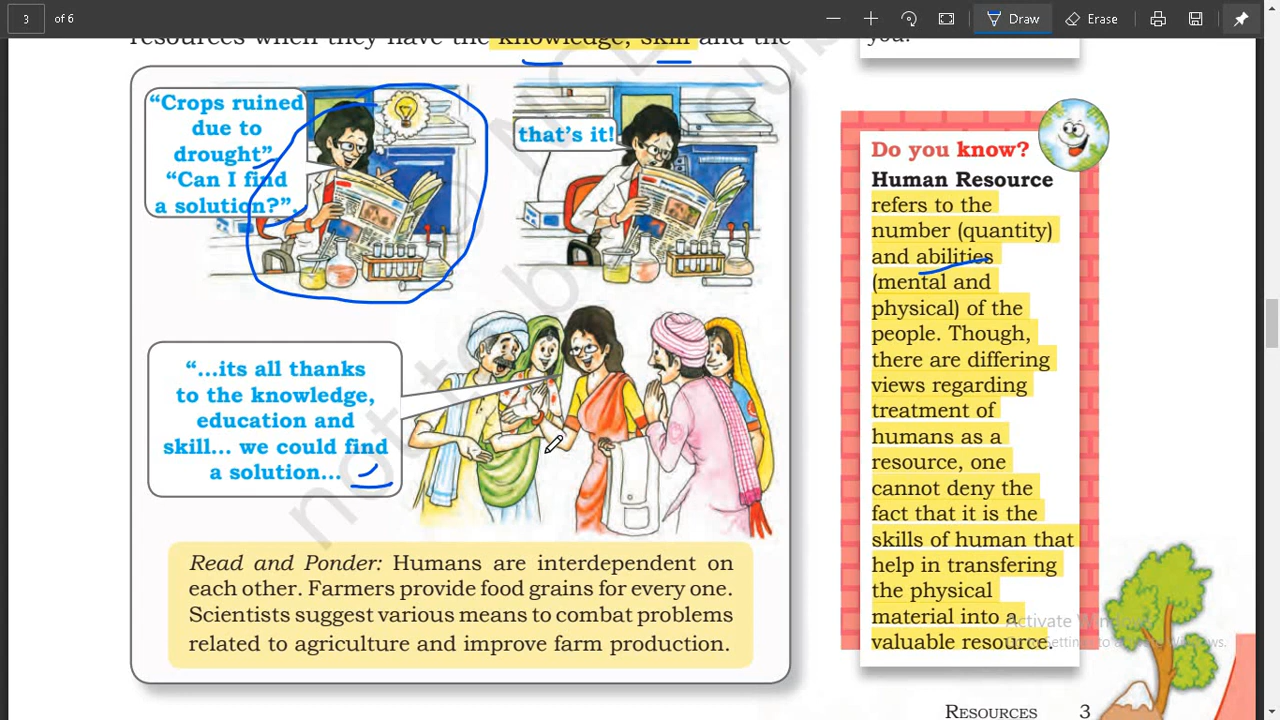 3 of 6
Draw
Erase
resources when they have the knowledge, skill and the
you.
"Crops ruined
due to
drought"
"Can I find
a solution?".
that's it!
"...its all thanks
to the knowledge,
education and
skill... we could find
a solution...
Read and Ponder: Humans are interdependent on
each other. Farmers provide food grains for every one.
Scientists suggest various means to combat problems
related to agriculture and improve farm production.
Do you know?
Human Resource
refers to the
number (quantity)
and abilities
(mental and
physical) of the
people. Though,
there are differing
views regarding
treatment of
humans as a
resource, one
cannot deny the
fact that it is the
skills of human that
help in transfering
the physical
material into a
valuable resource.
RESOURCES 3
not to be